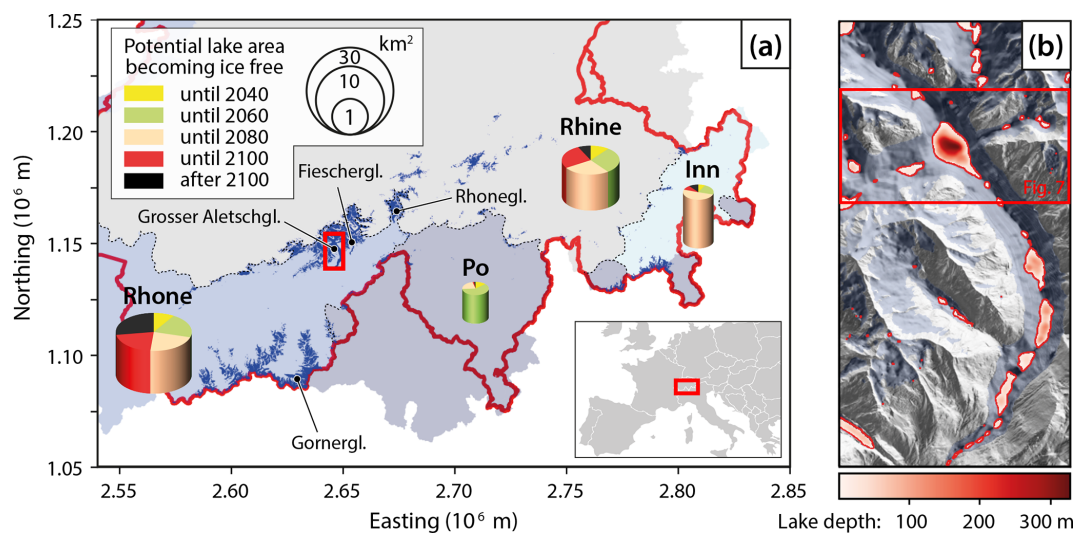 1.25
1.20
1.15
1.10
1.05
Northing (10⁶ m)
Potential lake area
becoming ice free
until 2040
until 2060
until 2080
until 2100
after 2100
km²
30
10
1
(a)
Rhine
Inn
Fieschergl.
Rhonegl.
Grosser Aletschgl.
Po
Rhone
Gornergl.
2.55
2.60
2.65
2.70
2.75
2.80
2.85
Easting (10⁶ m)
(b)
Fig. 7
Lake depth:
100
200
300 m